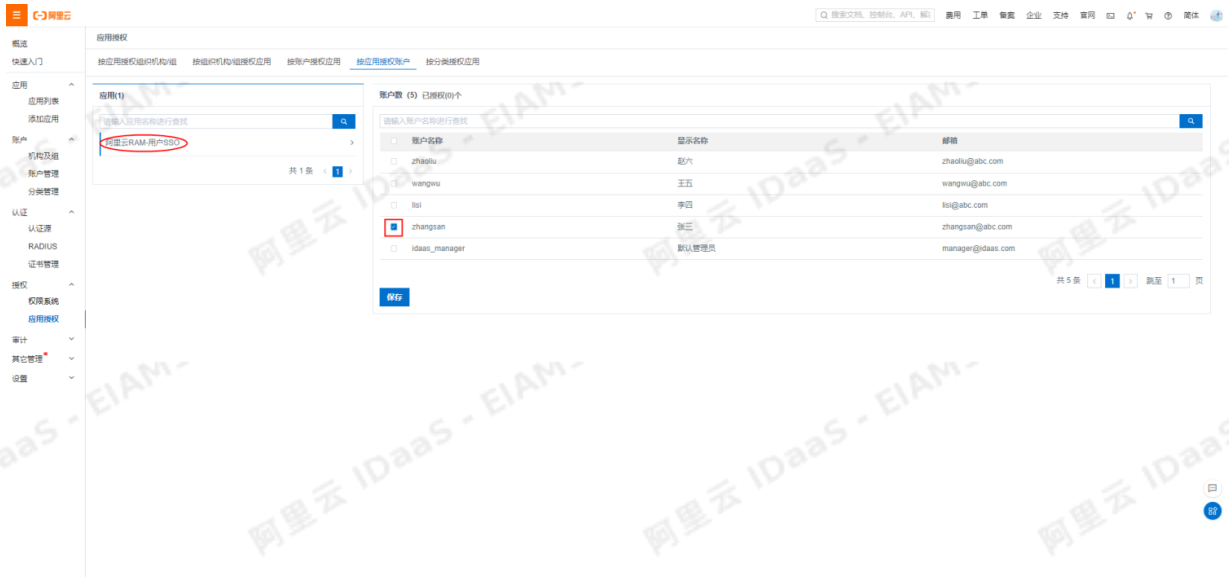 阿里云 搜索文档、控制台、API、解 费用 工单 备案 企业 支持 官网 简体
概览
快速入门
应用
应用列表
添加应用
账户
机构及组
账户管理
分类管理
认证
认证源
RADIUS
证书管理
授权
权限系统
应用授权
审计
其它管理
设置
应用授权
按应用授权组织机构/组 按组织机构/组授权应用 按账户授权应用 按应用授权账户 按分类授权应用
应用(1)
请输入应用名称进行查找
阿里云RAM-用户SSO
共 1 条 1
账户数 (5) 已授权(0)个
请输入账户名称进行查找
账户名称 显示名称 邮箱
zhaoliu 赵六 zhaoliu@abc.com
wangwu 王五 wangwu@abc.com
lisi 李四 lisi@abc.com
zhangsan 张三 zhangsan@abc.com
idaas_manager 默认管理员 manager@idaas.com
共 5 条 1 跳至 1 页
保存
阿里云 IDaaS - EIAM